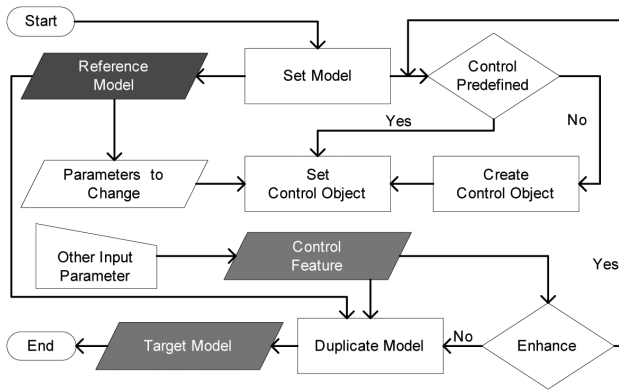 Start
Reference
Model
Set Model
Control
Predefined
Yes
No
Parameters to
Change
Set
Control Object
Create
Control Object
Other Input
Parameter
Control
Feature
Yes
End
Target Model
Duplicate Model
No
Enhance